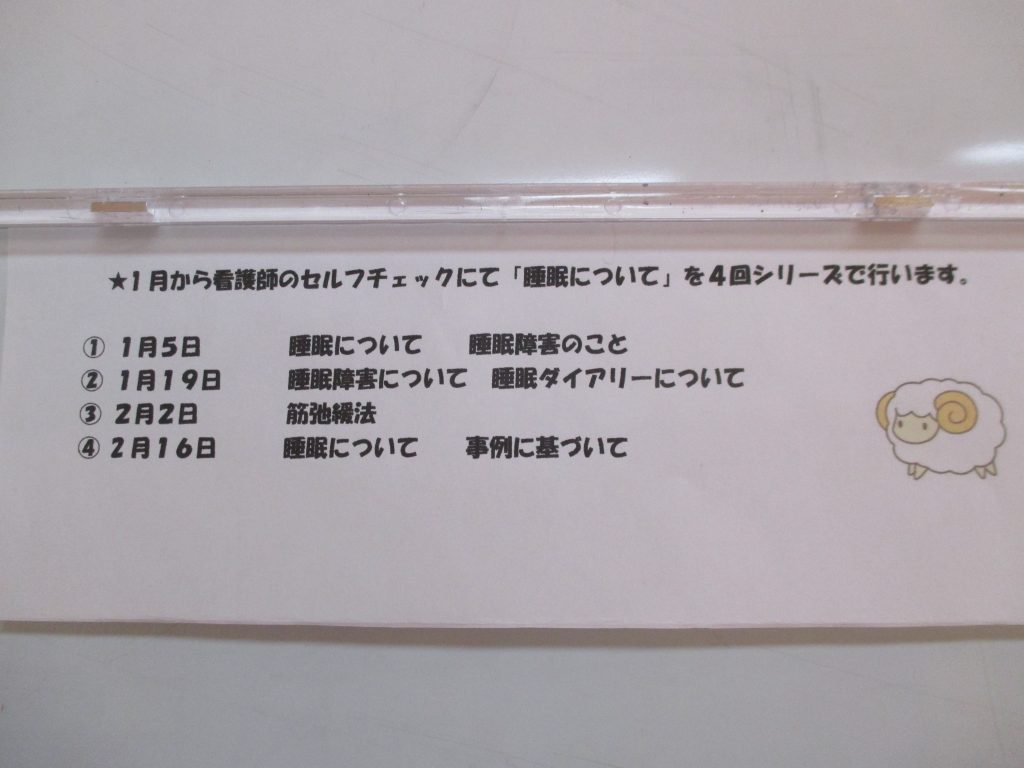 ★１月から看護師のセルフチェックにて「睡眠について」を４回シリーズで行います。
① １月５日　睡眠について　睡眠障害のこと
② １月１９日　睡眠障害について　睡眠ダイアリーについて
③ ２月２日　筋弛緩法
④ ２月１６日　睡眠について　事例に基づいて